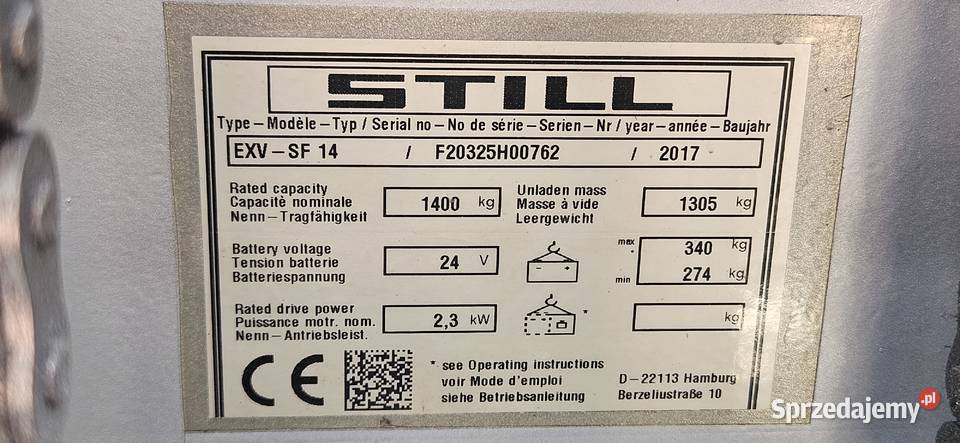 STILL
Type – Modèle – Typ / Serial no – No de série – Serien – Nr / year – année – Baujahr
EXV – SF 14 / F20325H00762 / 2017
Rated capacity
Capacitè nominale
Nenn – Tragfähigkeit
1400 kg
Unladen mass
Masse à vide
Leergewicht
1305 kg
Battery voltage
Tension batterie
Batteriespannung
24 V
- +
max 340 kg
min 274 kg
Rated drive power
Puissance motr. nom.
Nenn – Antriebsleist.
2,3 kW
*
kg
CE
* see Operating instructions
voir Mode d'emploi
siehe Betriebsanleitung
D – 22113 Hamburg
Berzeliusstraße 10
Sprzedajemy.pl